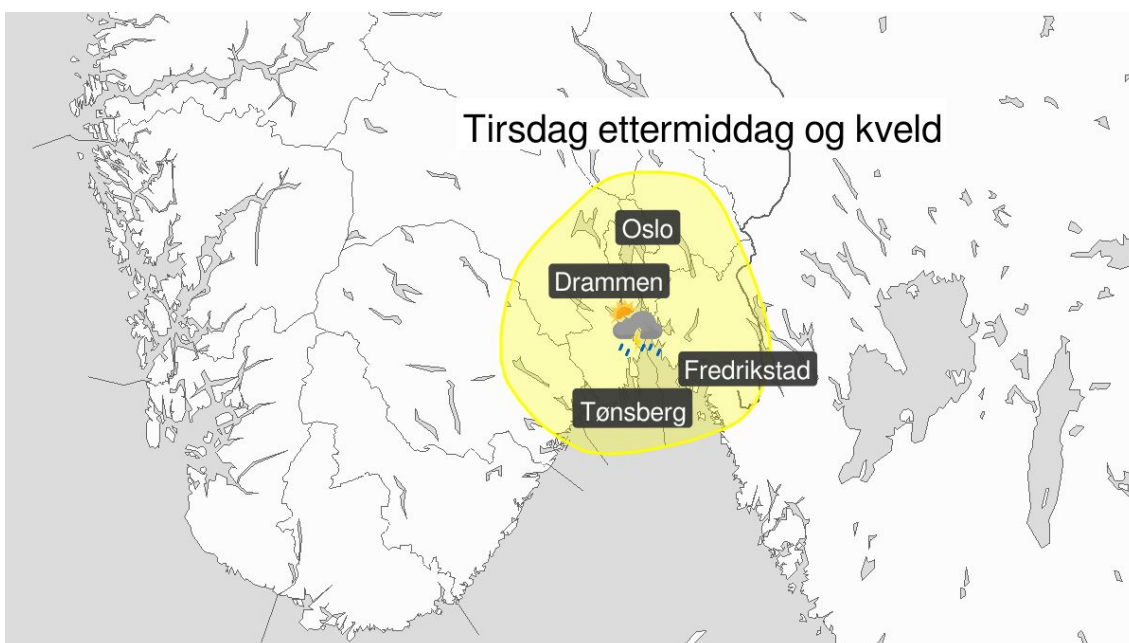 Tirsdag ettermiddag og kveld
Oslo
Drammen
Fredrikstad
Tønsberg